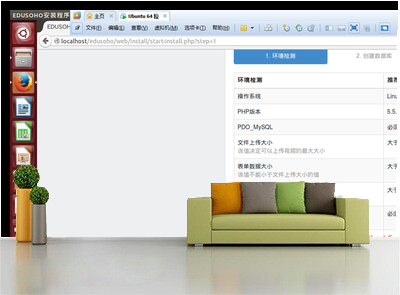 EDUSOHO安装程序
主页
Ubuntu 64
EDUSOH
文件(F)
编辑(E)
查看(V)
虚拟机(M)
选项卡(T)
帮助(H)
localhost/edusoho/web/install/start-install.php?step=1
1. 环境检测
2. 创建数据库
环境检测
推荐
操作系统
Linu
PHP版本
5.5.
PDO_MySQL
必须
文件上传大小
大于
该值决定可以上传视频的最大大小
表单数据大小
大于
该值不能小于文件上传大小的值
大于
必须
必须